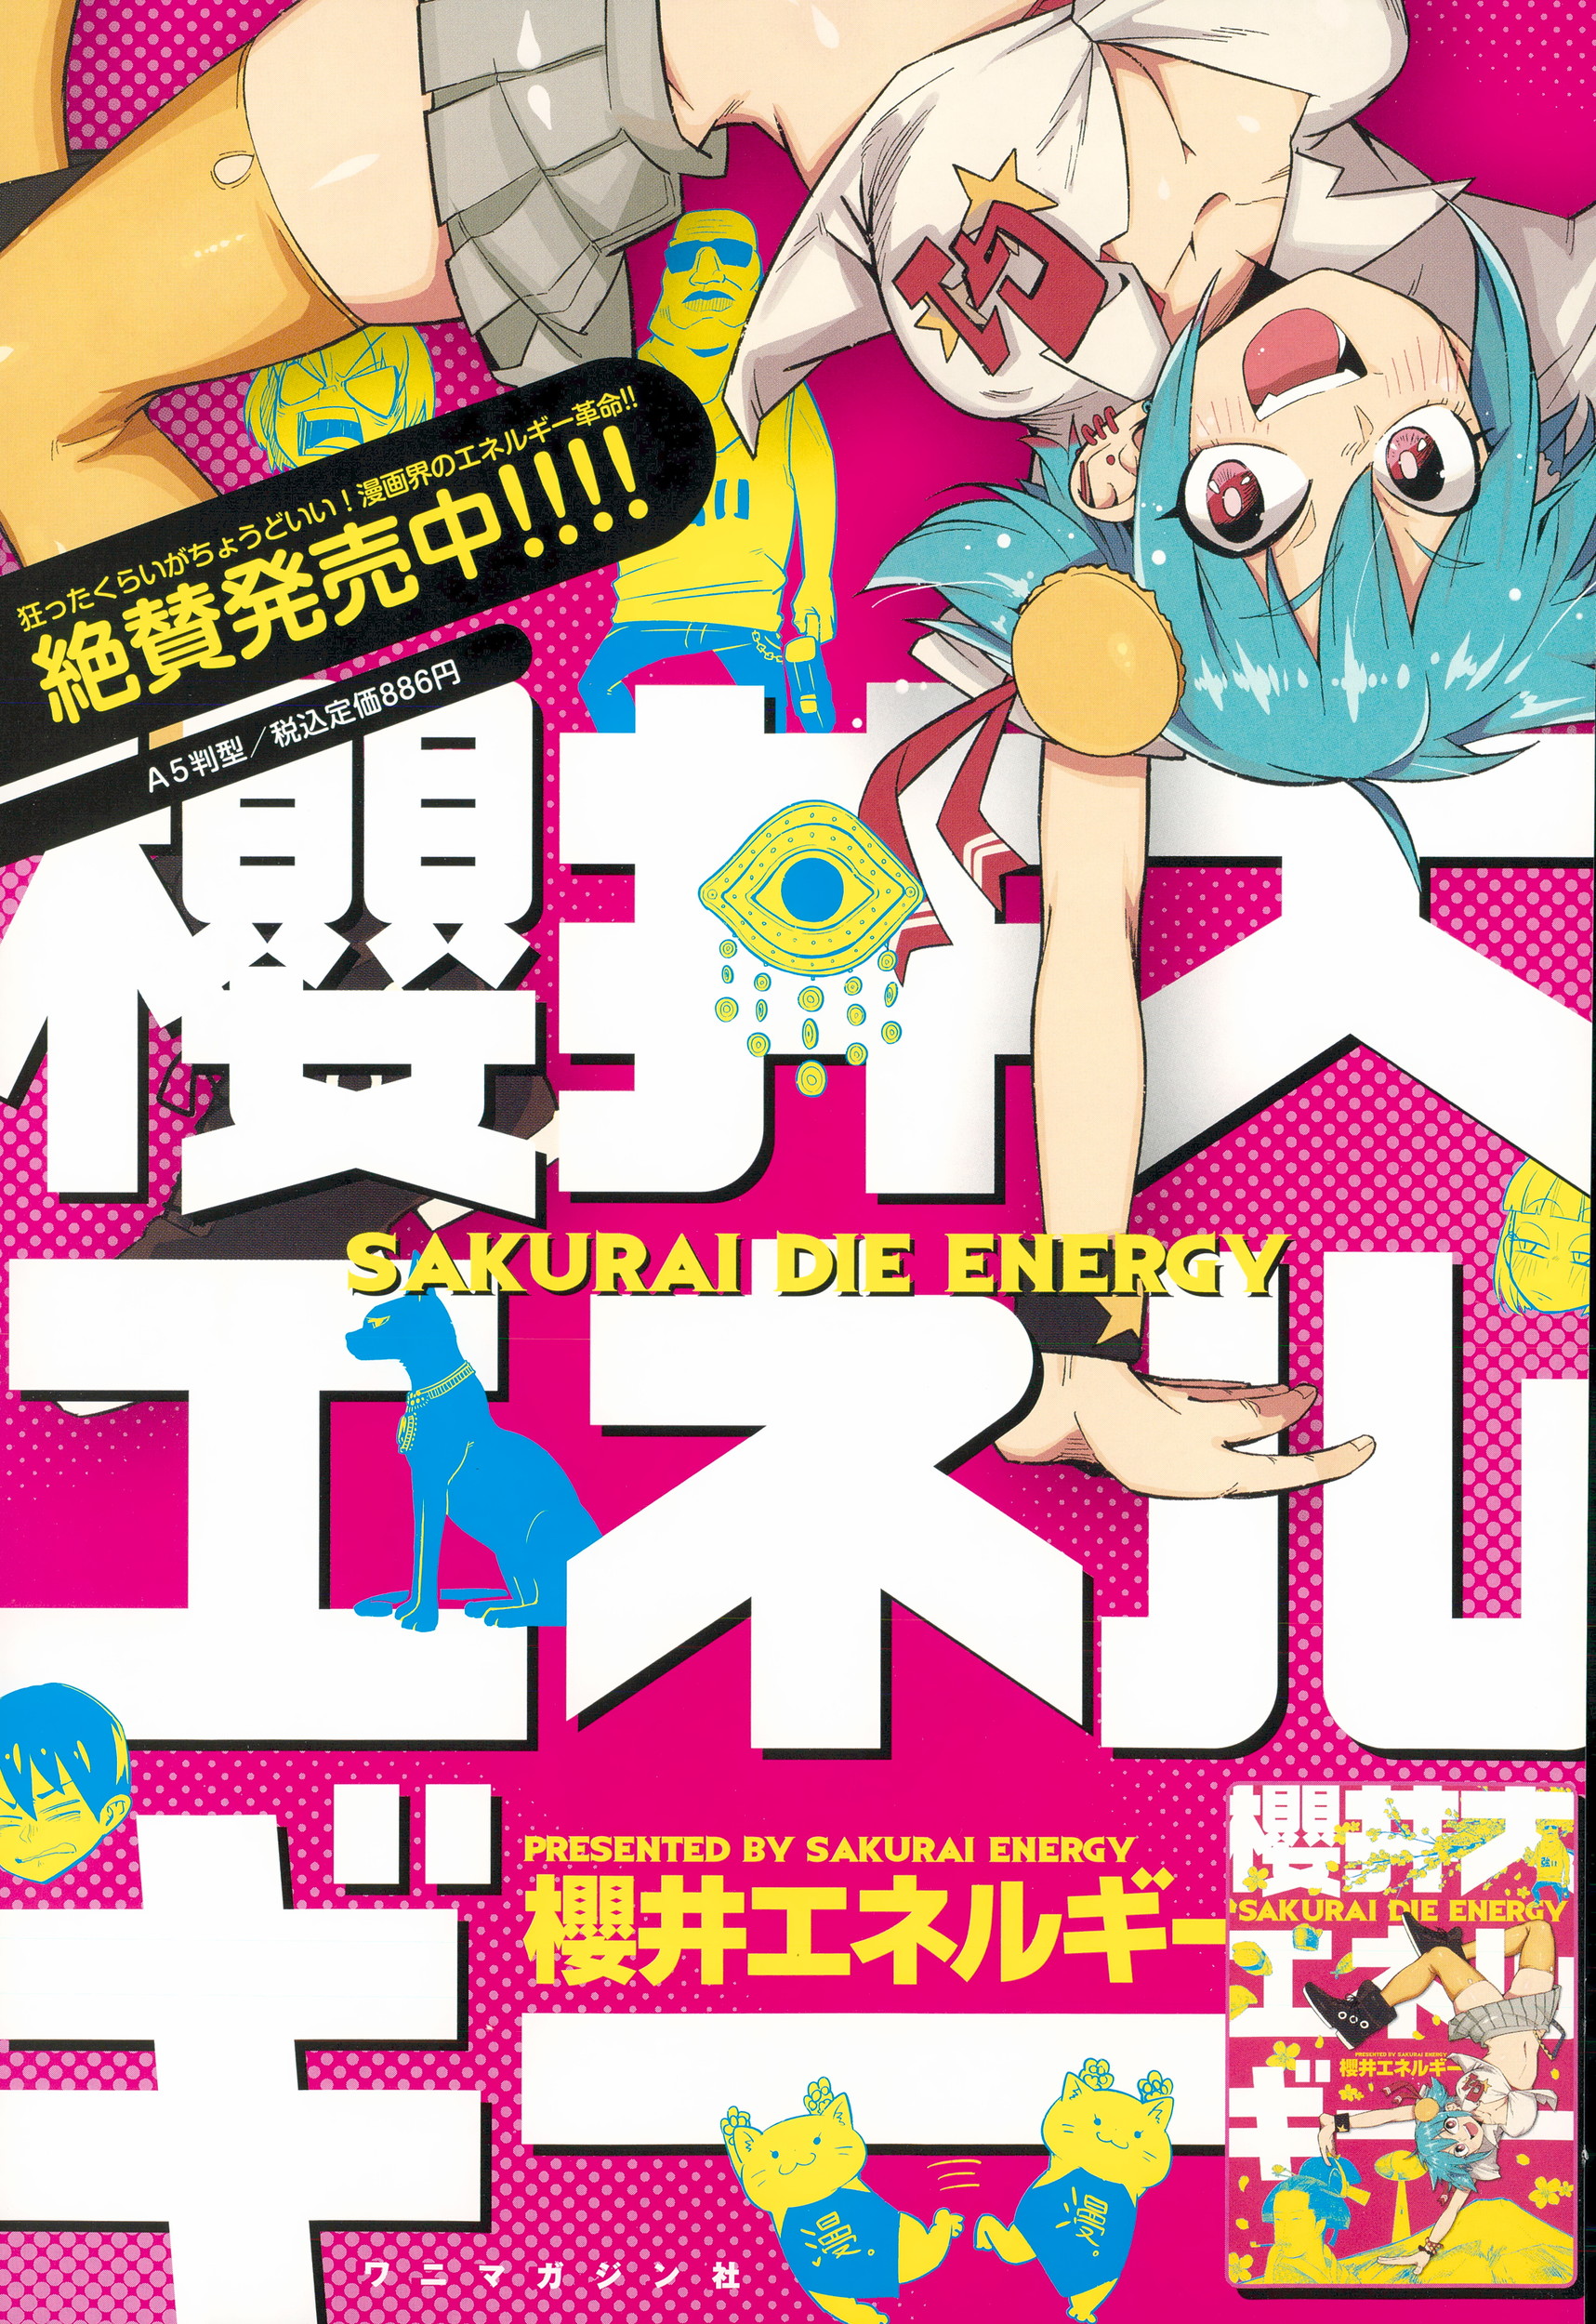 狂ったくらいがちょうどいい！漫画界のエネルギー革命!!
絶賛発売中!!!!
A5判型／税込定価886円
櫻井大
SAKURAI DIE ENERGY
エネル
ギー
PRESENTED BY SAKURAI ENERGY
櫻井エネルギー
櫻井大
SAKURAI DIE ENERGY
エネル
PRESENTED BY SAKURAI ENERGY
櫻井エネルギー
ギー
漫
漫
ワニマガジン社